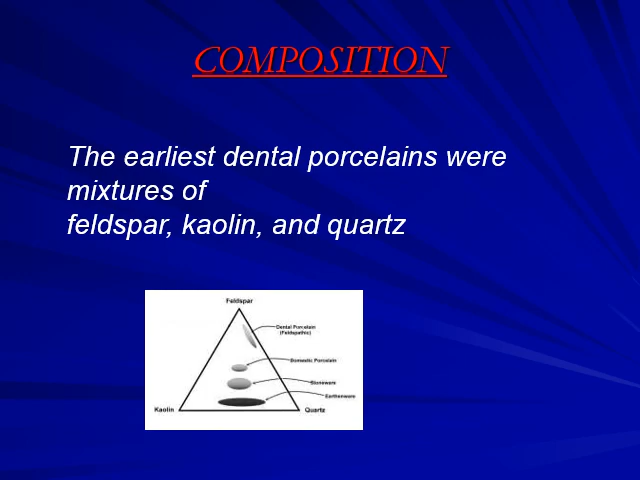 COMPOSITION
The earliest dental porcelains were
mixtures of
feldspar, kaolin, and quartz
Feldspar
Dental Porcelain
(Feldspathic)
Domestic Porcelain
Stoneware
Earthenware
Kaolin
Quartz